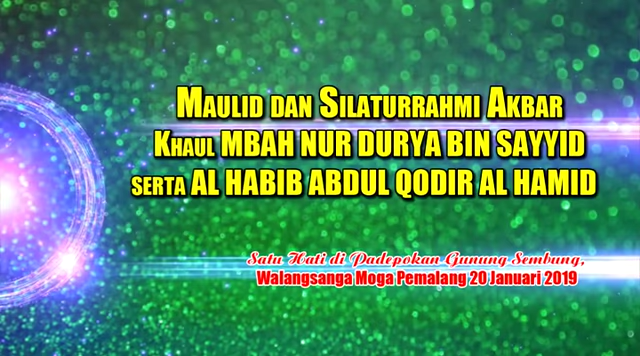 MAULID DAN SILATURRAHMI AKBAR
KHAUL MBAH NUR DURYA BIN SAYYID
SERTA AL HABIB ABDUL QODIR AL HAMID
Satu Hati di Padepokan Gunung Sembung,
Walangsanga Moga Pemalang 20 Januari 2019